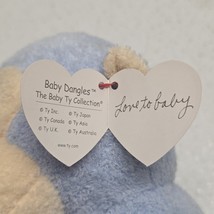 Baby Dangles™
The Baby Ty Collection®
© Ty Inc. © Ty Japan
© Ty Canada © Ty Asia
© Ty U.K. © Ty Australia
www.ty.com
Love to baby